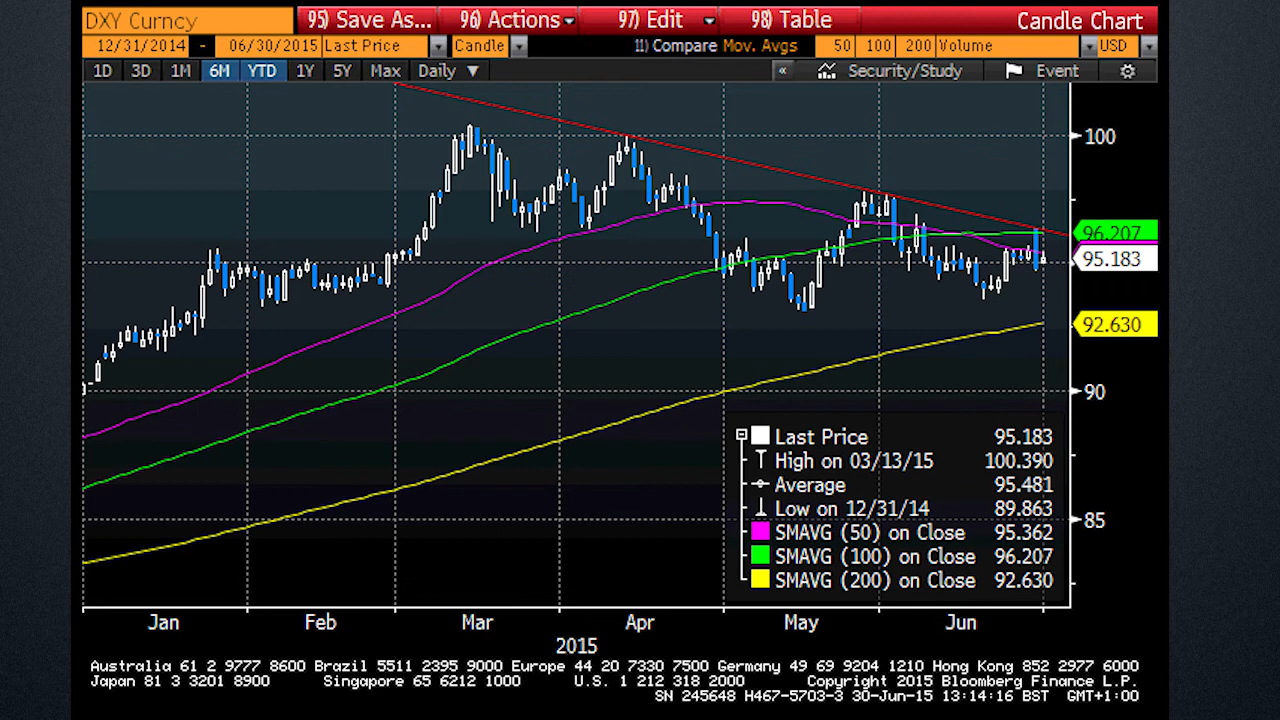 DXY Curncy 95) Save As... 96) Actions 97) Edit 98) Table Candle Chart
12/31/2014 - 06/30/2015 Last Price Candle 11) Compare Mov. Avgs 50 100 200 Volume USD
1D 3D 1M 6M YTD 1Y 5Y Max Daily ▼ « Security/Study Event
100
96.207
95.183
92.630
90
85
Last Price 95.183
High on 03/13/15 100.390
Average 95.481
Low on 12/31/14 89.863
SMAVG (50) on Close 95.362
SMAVG (100) on Close 96.207
SMAVG (200) on Close 92.630
Jan Feb Mar Apr May Jun
2015
Australia 61 2 9777 8600 Brazil 5511 2395 9000 Europe 44 20 7330 7500 Germany 49 69 9204 1210 Hong Kong 852 2977 6000
Japan 81 3 3201 8900 Singapore 65 6212 1000 U.S. 1 212 318 2000 Copyright 2015 Bloomberg Finance L.P.
SN 245648 H467-5703-3 30-Jun-15 13:14:16 BST GMT+1:00